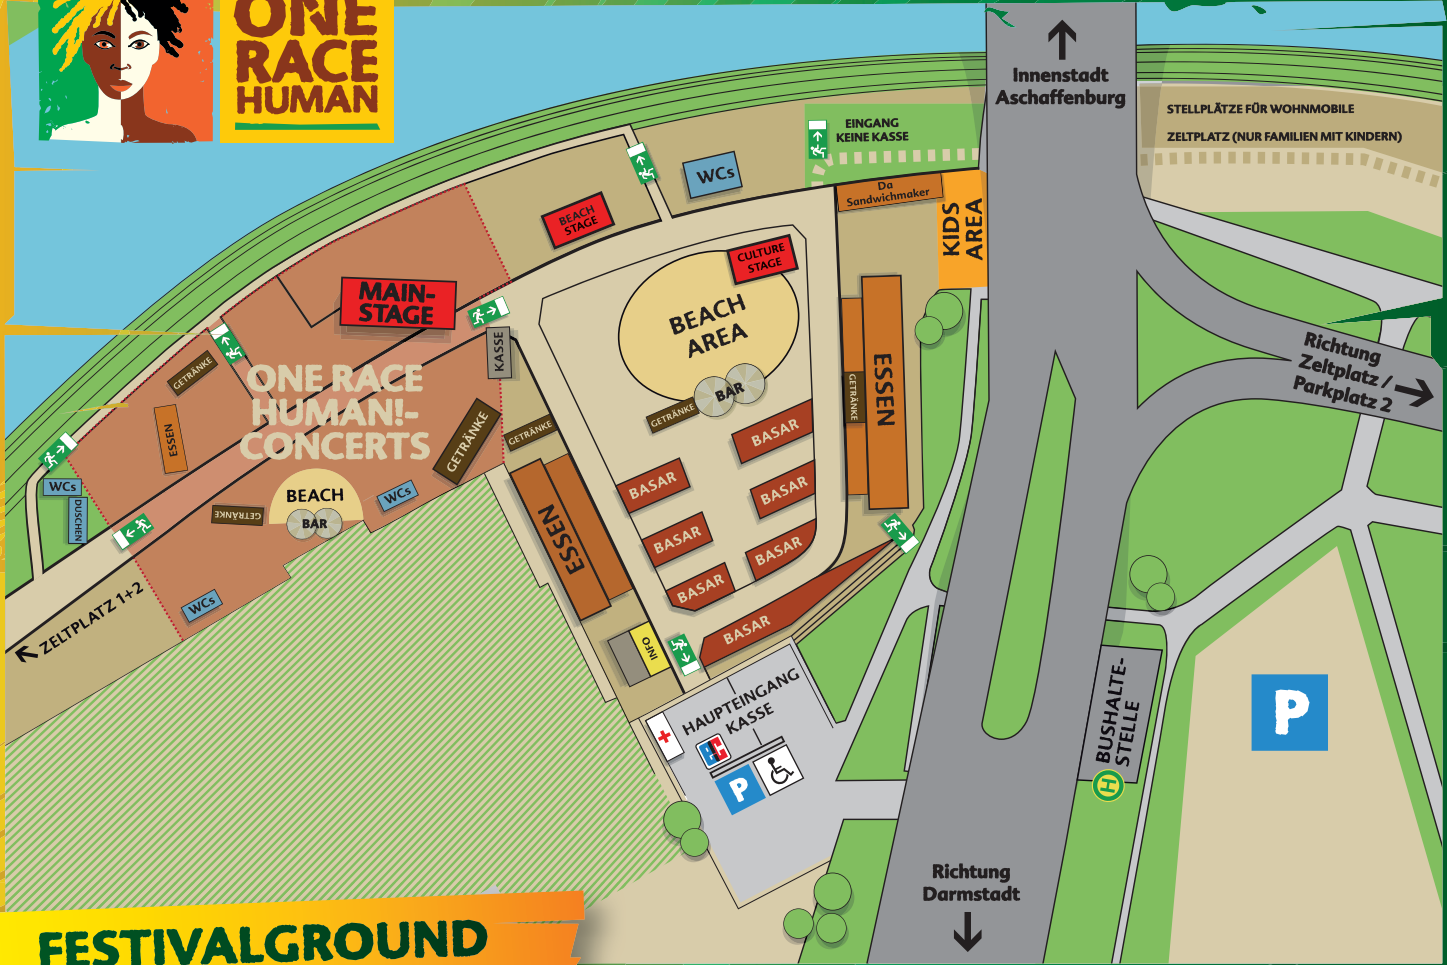 ONE
RACE
HUMAN
Innenstadt
Aschaffenburg
STELLPLÄTZE FÜR WOHNMOBILE
ZELTPLATZ (NUR FAMILIEN MIT KINDERN)
EINGANG
KEINE KASSE
WCs
Da
Sandwichmaker
KIDS
AREA
BEACH
STAGE
CULTURE
STAGE
MAIN-
STAGE
BEACH
AREA
KASSE
GETRÄNKE
ESSEN
ONE RACE
HUMAN!-
CONCERTS
GETRÄNKE
BAR
GETRÄNKE
GETRÄNKE
ESSEN
Richtung
Zeltplatz /
Parkplatz 2
GETRÄNKE
BASAR
BASAR
BASAR
BASAR
BASAR
BASAR
BASAR
WCs
DUSCHEN
GETRÄNKE
BEACH
BAR
WCs
ESSEN
WCs
ZELTPLATZ 1+2
INFO
HAUPTEINGANG
KASSE
EC
P
BUSHALTE-
STELLE
H
P
Richtung
Darmstadt
FESTIVALGROUND